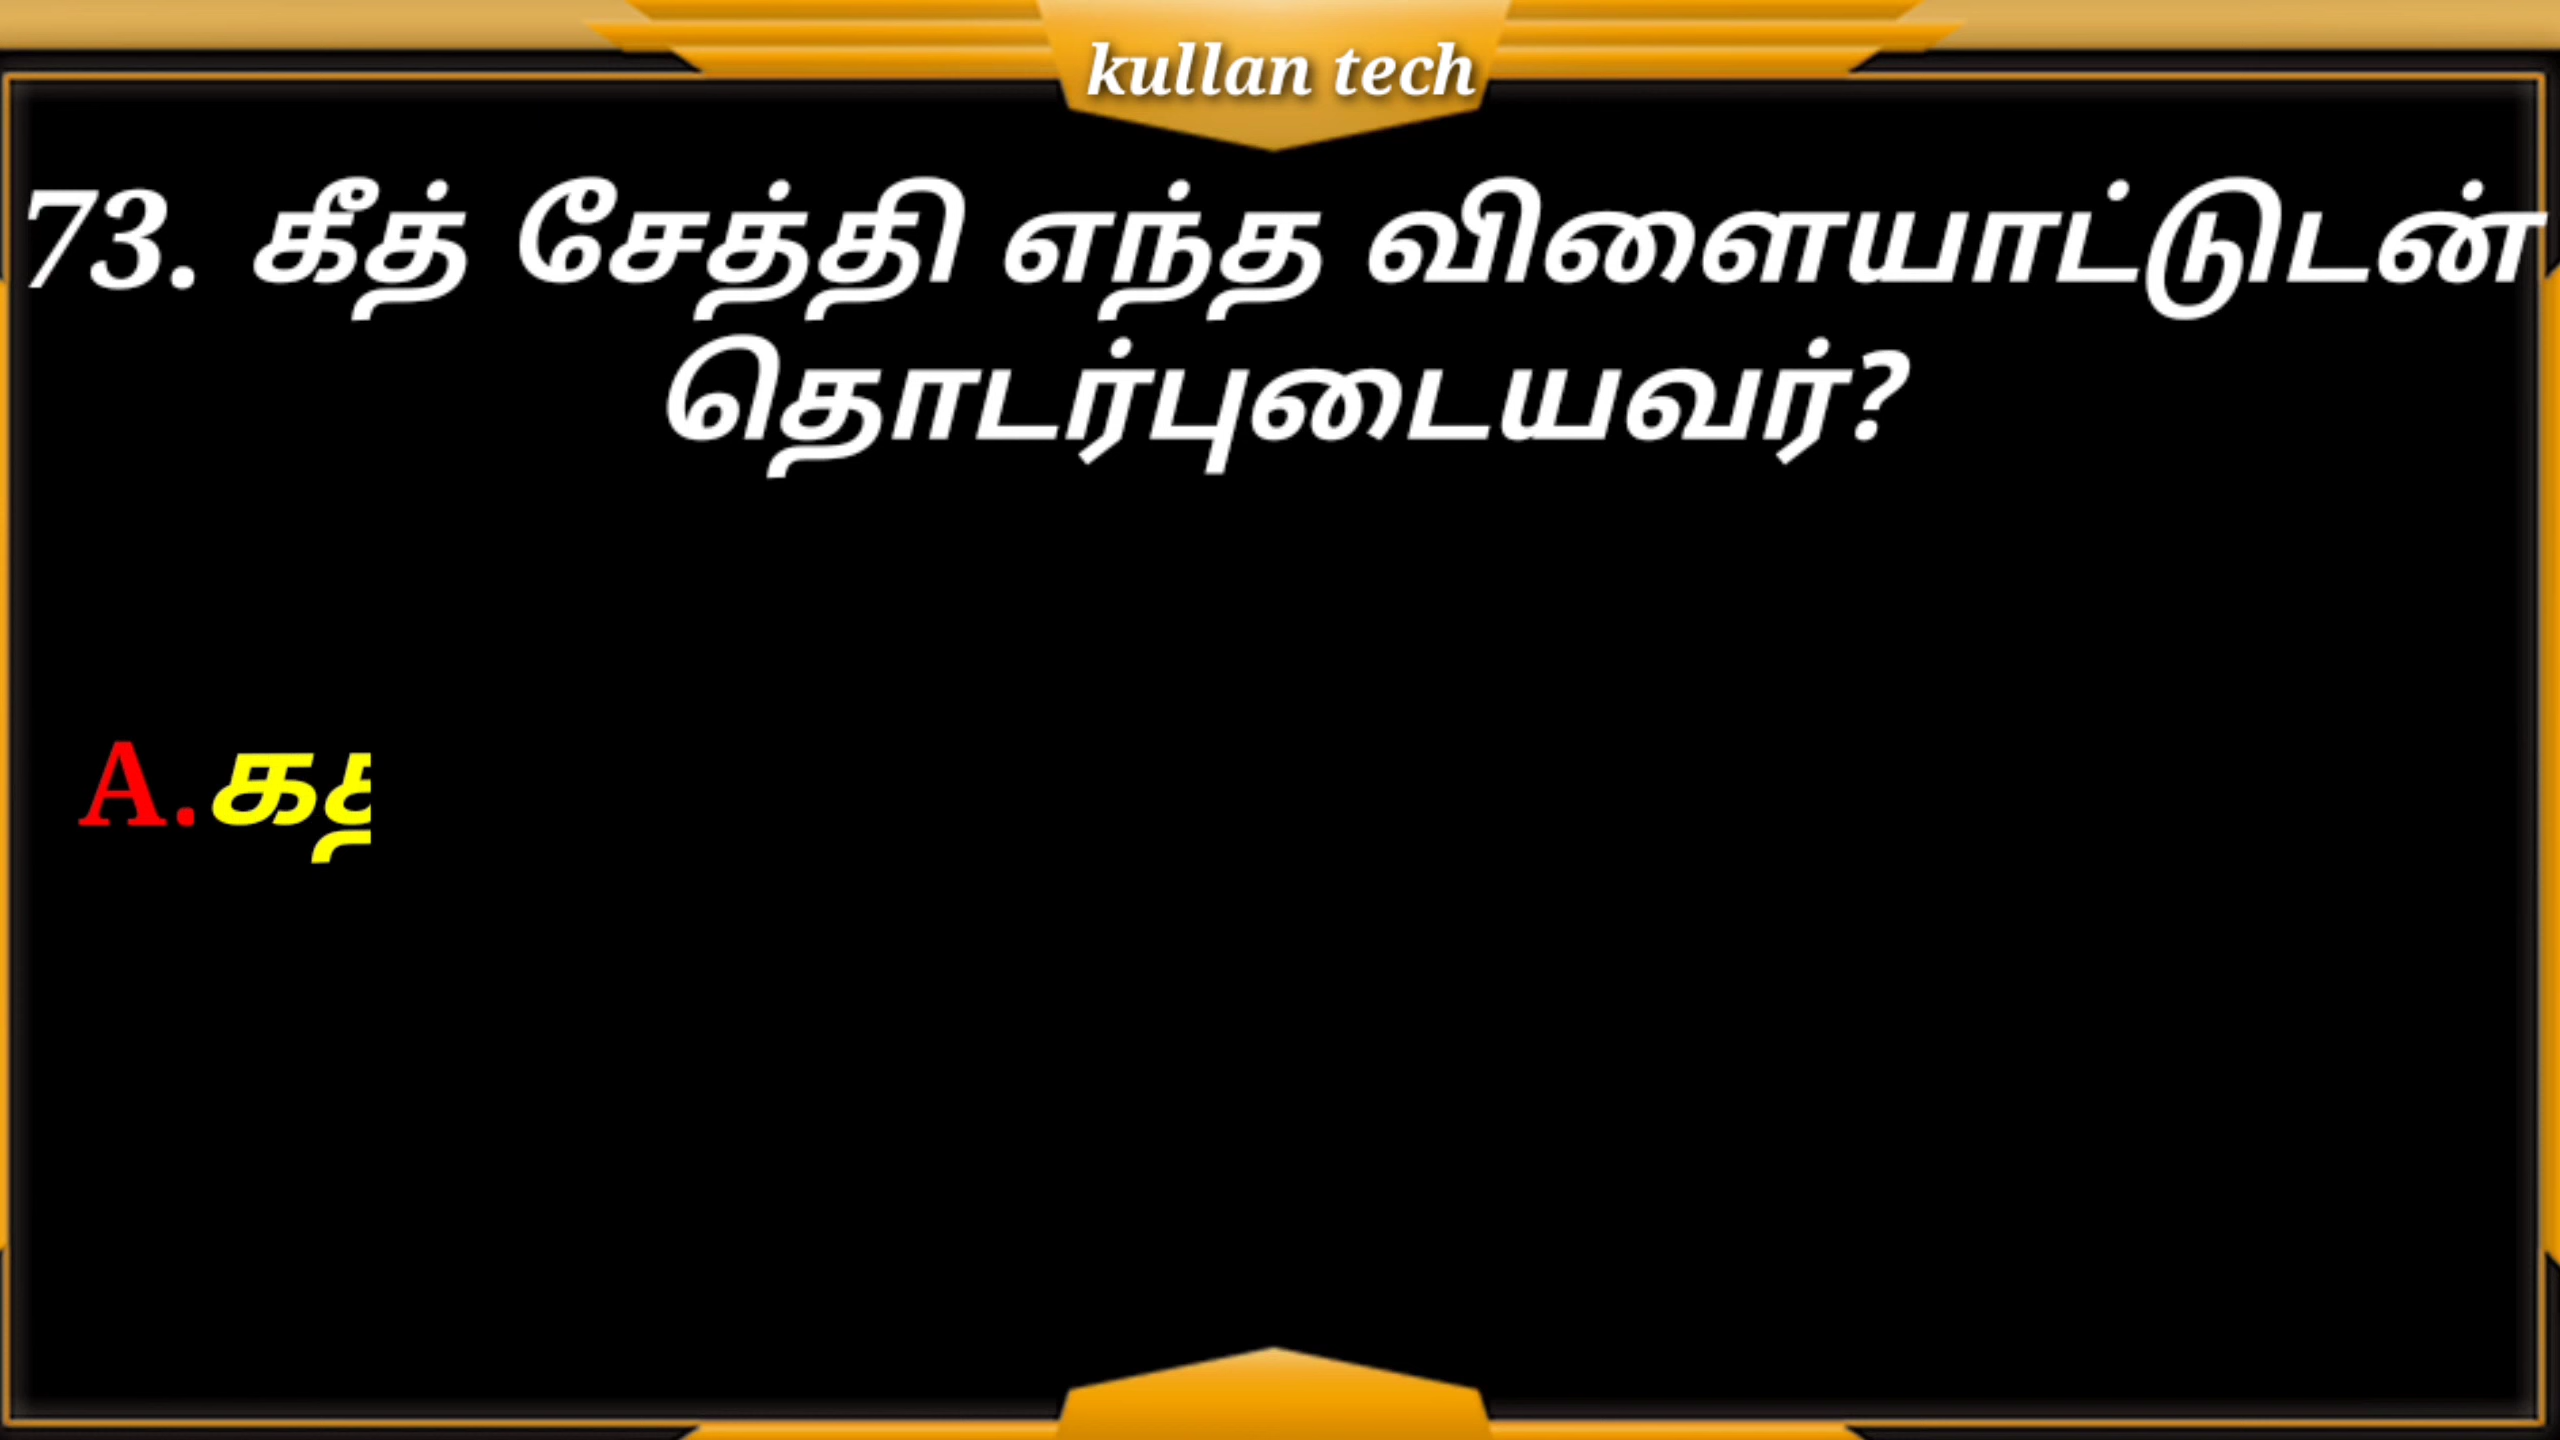 kullan tech
73. கீத் சேத்தி எந்த விளையாட்டுடன்
தொடர்புடையவர்?
A.